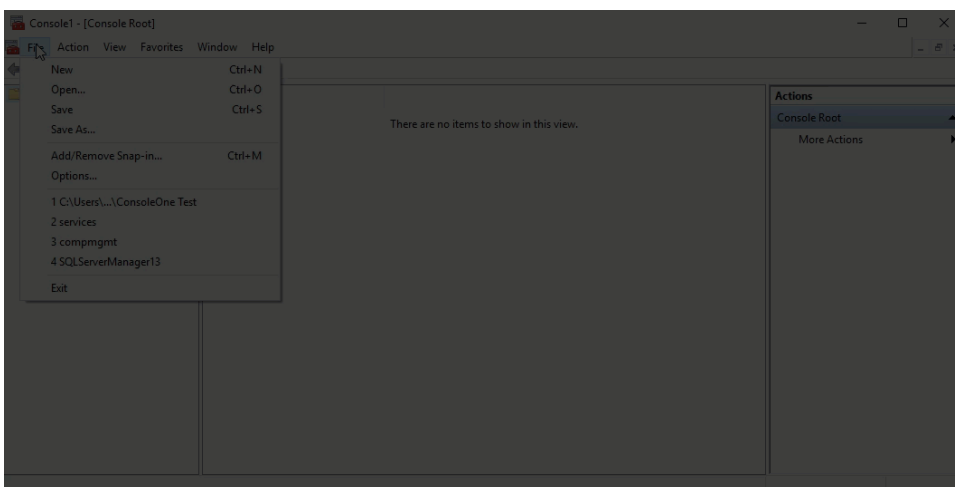 Console1 - [Console Root]
File Action View Favorites Window Help
New Ctrl+N
Open... Ctrl+O
Save Ctrl+S
Save As...
Add/Remove Snap-in... Ctrl+M
Options...
1 C:\Users\...\ConsoleOne Test
2 services
3 compmgmt
4 SQLServerManager13
Exit
There are no items to show in this view.
Actions
Console Root
More Actions